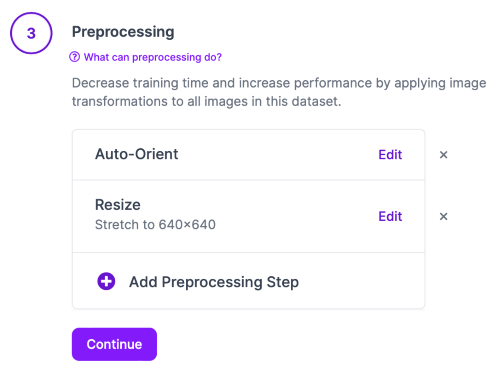 3
Preprocessing
What can preprocessing do?
Decrease training time and increase performance by applying image
transformations to all images in this dataset.
Auto-Orient
Edit
×
Resize
Stretch to 640×640
Edit
×
Add Preprocessing Step
Continue